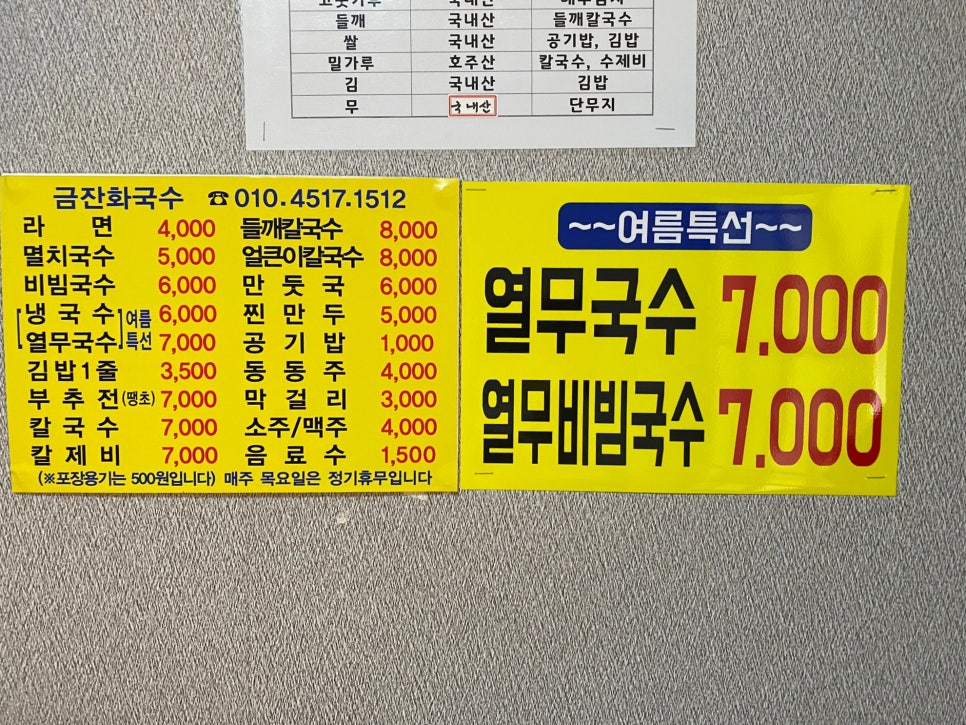 들깨 국내산 들깨칼국수
쌀 국내산 공기밥, 김밥
밀가루 호주산 칼국수, 수제비
김 국내산 김밥
무 국내산 단무지
금잔화국수 ☎010.4517.1512
라면 4,000 들깨칼국수 8,000
멸치국수 5,000 얼큰이칼국수 8,000
비빔국수 6,000 만둣국 6,000
[냉국수 6,000 찐만두 5,000
열무국수] 여름특선 7,000 공기밥 1,000
김밥1줄 3,500 동동주 4,000
부추전(땡초) 7,000 막걸리 3,000
칼국수 7,000 소주/맥주 4,000
칼제비 7,000 음료수 1,500
(※포장용기는 500원입니다) 매주 목요일은 정기휴무입니다
~~여름특선~~
열무국수 7.000
열무비빔국수 7.000